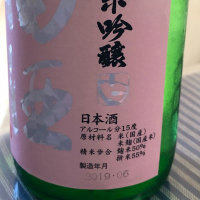 米吟醸
日本酒
アルコール分15度
原材料名 米(国産)
米麹(国産米)
精米歩合 麹米50%
掛米55%
製造年月
2019.06